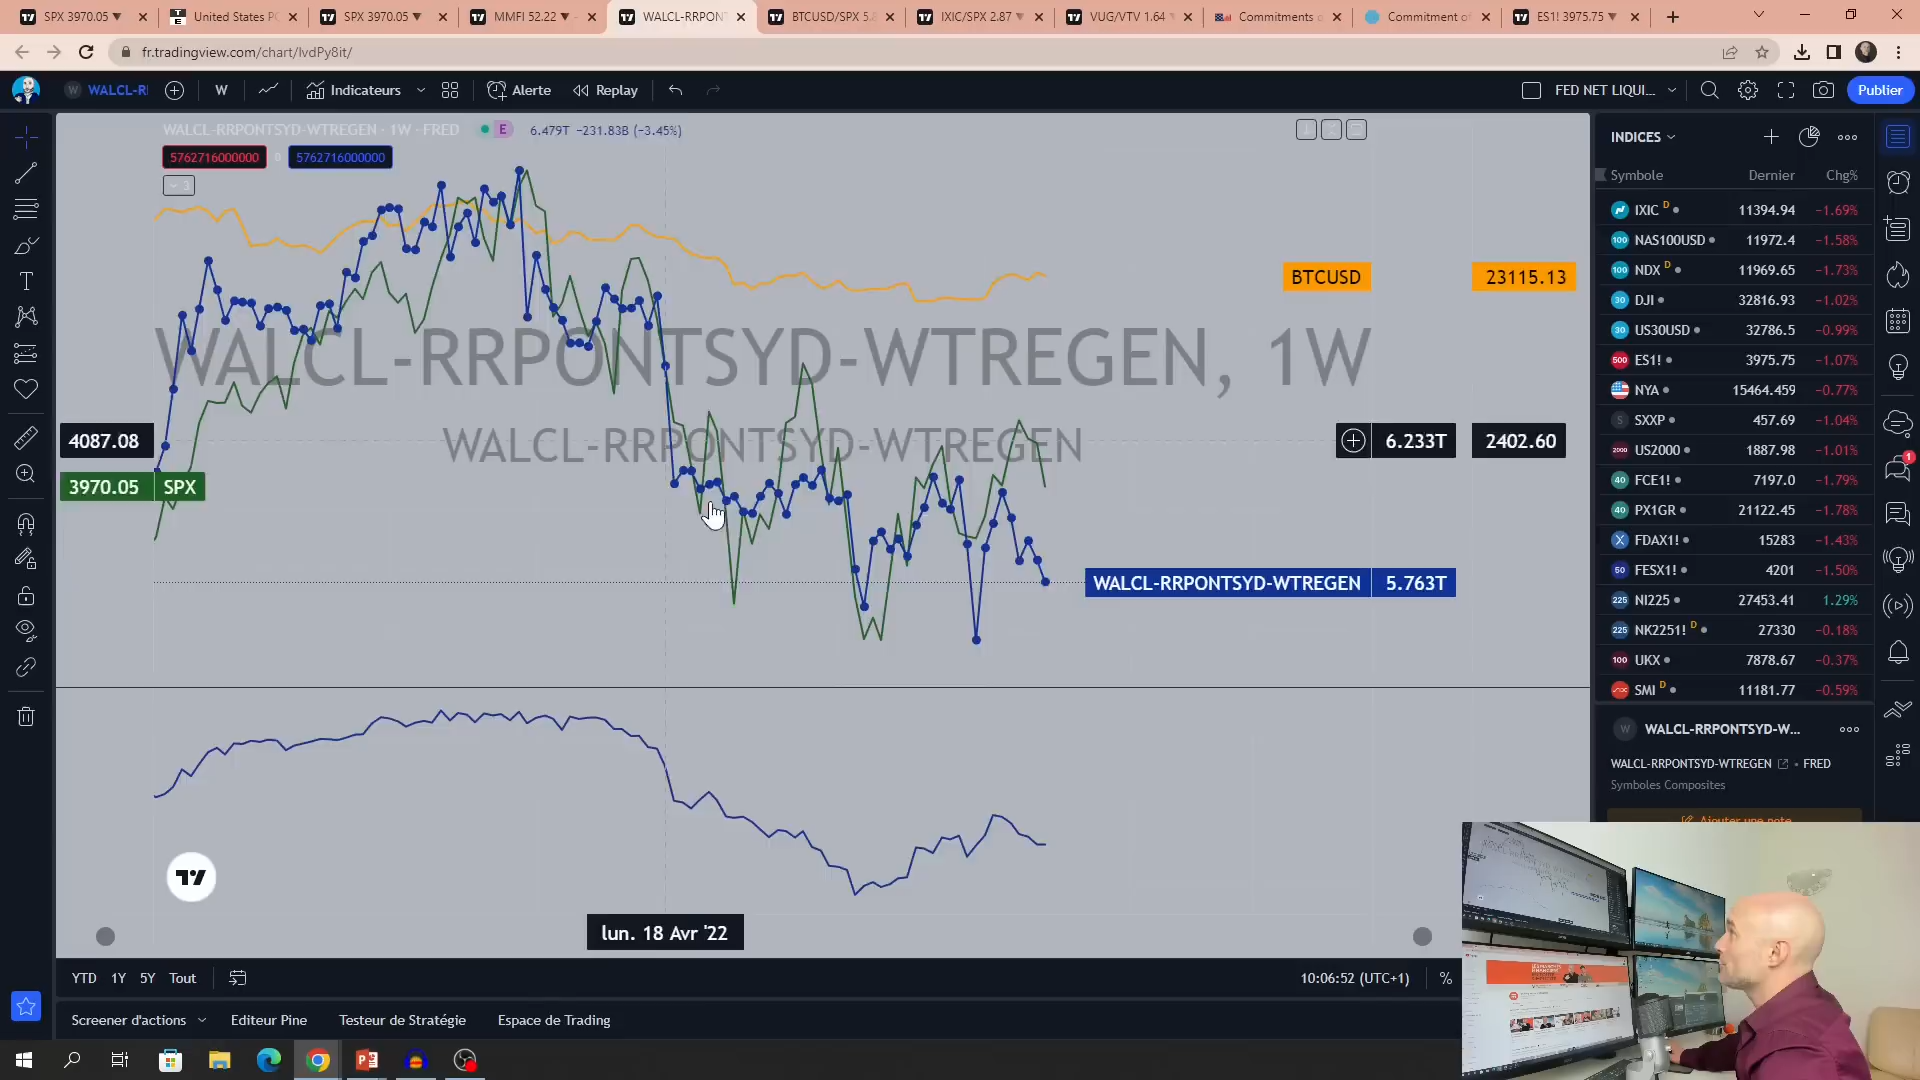 SPX 3970.05 ▼
United States P
SPX 3970.05 ▼
MMFI 52.22 ▼
WALCL-RRPONT
BTCUSD/SPX 5.
IXIC/SPX 2.87 ▼
VUG/VTV 1.64
Commitments o
Commitment of
ES1! 3975.75 ▼
fr.tradingview.com/chart/IvdPy8it/
WALCL-R
W
Indicateurs
Alerte
Replay
FED NET LIQUI...
Publier
WALCL-RRPONTSYD-WTREGEN · 1W · FRED
E
6.479T −231.83B (−3.45%)
5762716000000
0
5762716000000
3
WALCL-RRPONTSYD-WTREGEN, 1W
WALCL-RRPONTSYD-WTREGEN
BTCUSD
23115.13
4087.08
6.233T
2402.60
3970.05 SPX
WALCL-RRPONTSYD-WTREGEN
5.763T
lun. 18 Avr '22
YTD 1Y 5Y Tout
10:06:52 (UTC+1)
%
Screener d'actions
Editeur Pine
Testeur de Stratégie
Espace de Trading
INDICES
Symbole Dernier Chg%
IXIC D 11394.94 −1.69%
NAS100USD 11972.4 −1.58%
NDX D 11969.65 −1.73%
DJI 32816.93 −1.02%
US30USD 32786.5 −0.99%
ES1! 3975.75 −1.07%
NYA 15464.459 −0.77%
SXXP 457.69 −1.04%
US2000 1887.98 −1.01%
FCE1! 7197.0 −1.79%
PX1GR 21122.45 −1.78%
FDAX1! 15283 −1.43%
FESX1! 4201 −1.50%
NI225 27453.41 1.29%
NK2251! D 27330 −0.18%
UKX 7878.67 −0.37%
SMI D 11181.77 −0.59%
WALCL-RRPONTSYD-W...
WALCL-RRPONTSYD-WTREGEN • FRED
Symboles Composites
Ajouter une note
1